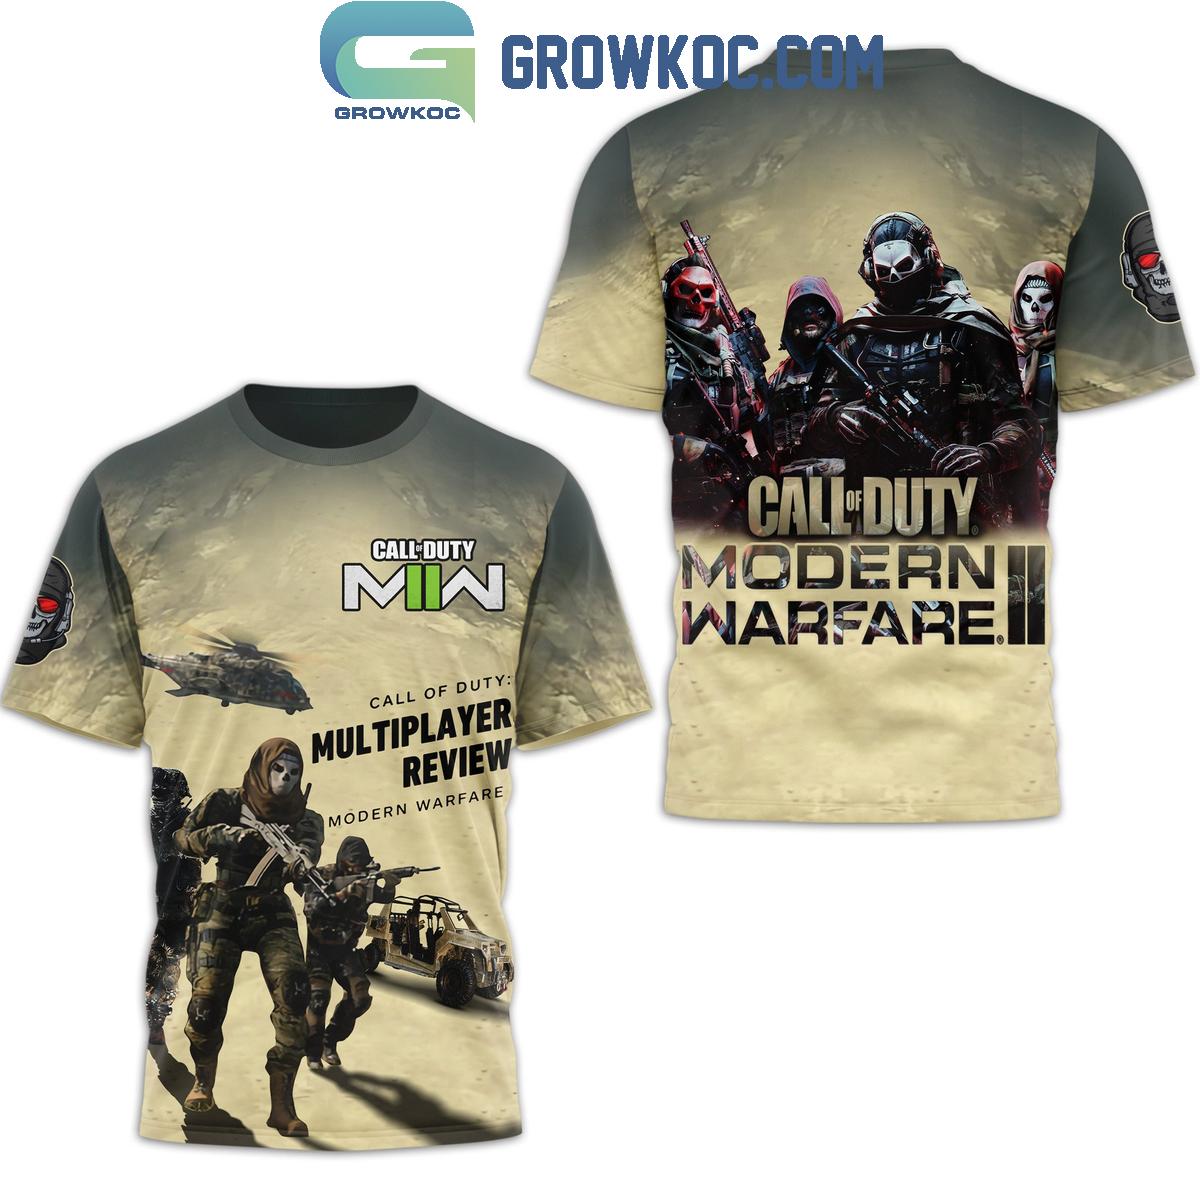 GROWKOC
GROWKOC.COM
CALL OF DUTY
MWII
CALL OF DUTY:
MULTIPLAYER
REVIEW
MODERN WARFARE
CALL OF DUTY®
MODERN
WARFARE® II